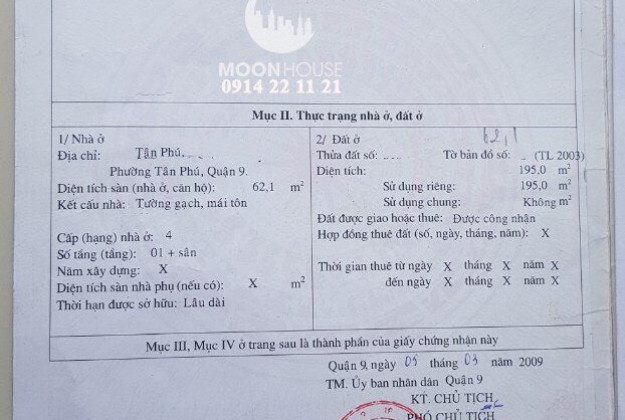 MOONHOUSE
0914 22 11 21
Mục II. Thực trạng nhà ở, đất ở
1/ Nhà ở
Địa chỉ: Tân Phú,
Phường Tân Phú, Quận 9.
Diện tích sàn (nhà ở, căn hộ): 62,1 m²
Kết cấu nhà: Tường gạch, mái tôn
Cấp (hạng) nhà ở: 4
Số tầng (tầng): 01 + sân
Năm xây dựng: X
Diện tích sàn nhà phụ (nếu có): X m²
Thời hạn được sở hữu: Lâu dài
2/ Đất ở 62,1
Thửa đất số: Tờ bản đồ số: (TL 2003)
Diện tích: 195,0 m²
Sử dụng riêng: 195,0 m²
Sử dụng chung: Không m²
Đất được giao hoặc thuê: Được công nhận
Hợp đồng thuê đất (số, ngày, tháng, năm): X
Thời gian thuê từ ngày X tháng X năm X
đến ngày X tháng X năm X
Mục III, Mục IV ở trang sau là thành phần của giấy chứng nhận này
Quận 9, ngày 05 tháng 03 năm 2009
TM. Ủy ban nhân dân Quận 9
KT. CHỦ TỊCH
PHÓ CHỦ TỊCH